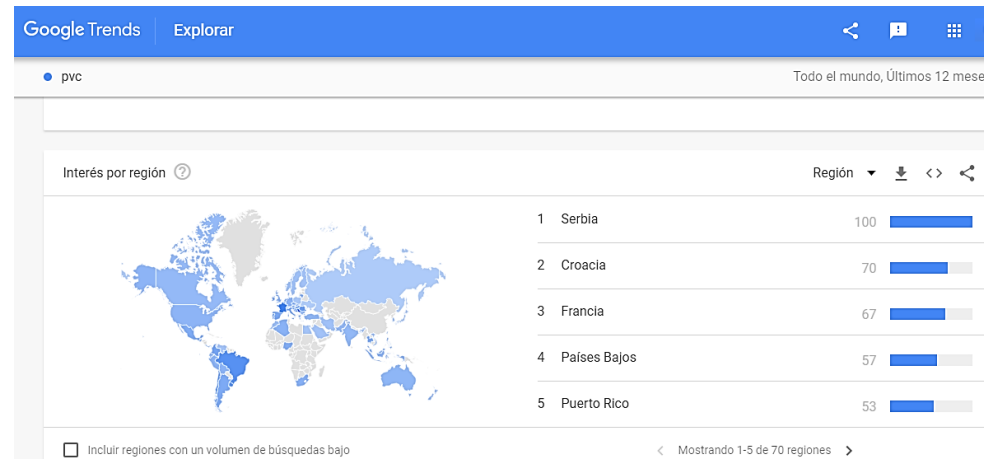 Google Trends Explorar
pvc Todo el mundo, Últimos 12 mese
Interés por región Región
1 Serbia 100
2 Croacia 70
3 Francia 67
4 Países Bajos 57
5 Puerto Rico 53
Incluir regiones con un volumen de búsquedas bajo Mostrando 1-5 de 70 regiones